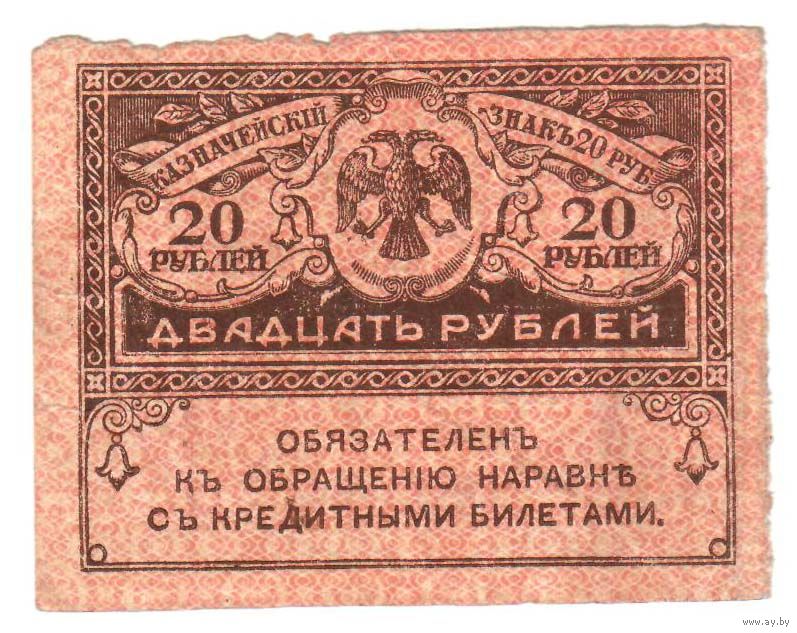 КАЗНАЧЕЙСКІЙ
ЗНАКЪ 20 РУБ
20
РУБЛЕЙ
20
РУБЛЕЙ
ДВАДЦАТЬ РУБЛЕЙ
ОБЯЗАТЕЛЕНЪ
КЪ ОБРАЩЕНІЮ НАРАВНѢ
СЪ КРЕДИТНЫМИ БИЛЕТАМИ.
www.ay.by